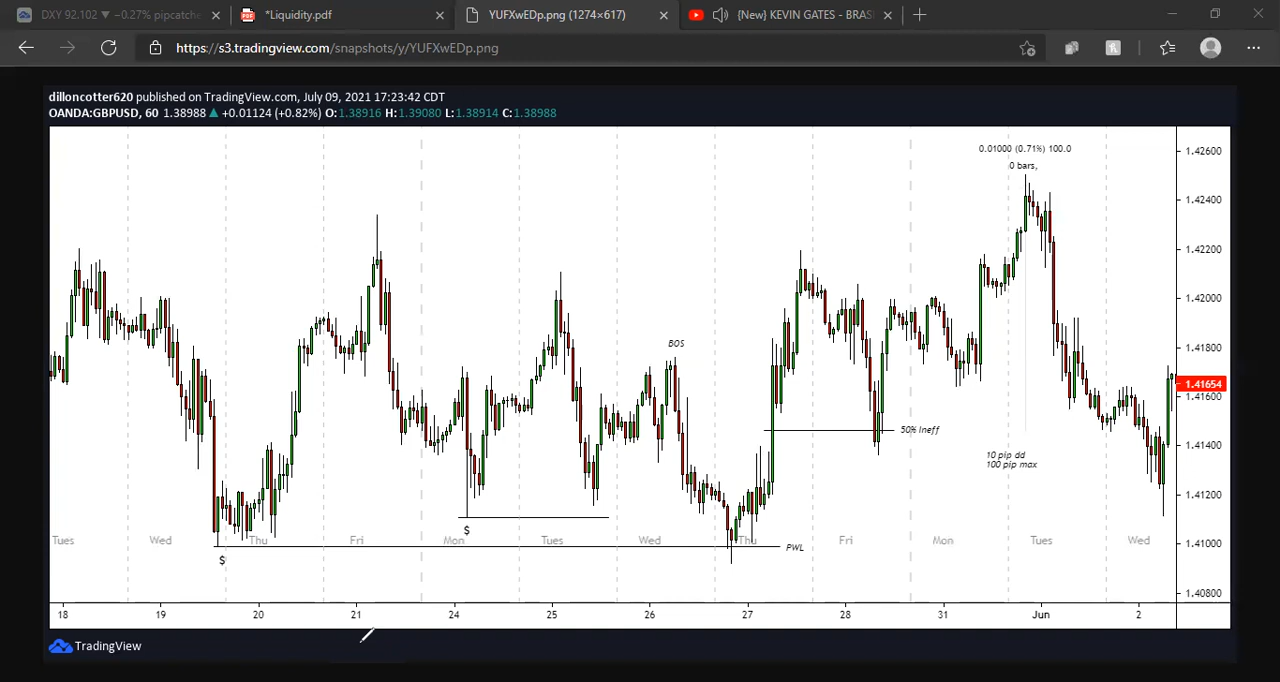 DXY 92.102 ▼ −0.27% pipcatche
*Liquidity.pdf
YUFXwEDp.png (1274×617)
{New} KEVIN GATES - BRAS
https://s3.tradingview.com/snapshots/y/YUFXwEDp.png
dilloncotter620 published on TradingView.com, July 09, 2021 17:23:42 CDT
OANDA:GBPUSD, 60 1.38988 ▲ +0.01124 (+0.82%) O:1.38916 H:1.39080 L:1.38914 C:1.38988
0.01000 (0.71%) 100.0
0 bars,
1.42600
1.42400
1.42200
1.42000
BOS
1.41800
1.41654
1.41600
50% Ineff
1.41400
10 pip dd
100 pip max
1.41200
$
Tues Wed Thu Fri Mon Tues Wed Thu Fri Mon Tues Wed
1.41000
PWL
$
1.40800
18 19 20 21 24 25 26 27 28 31 Jun 2
TradingView